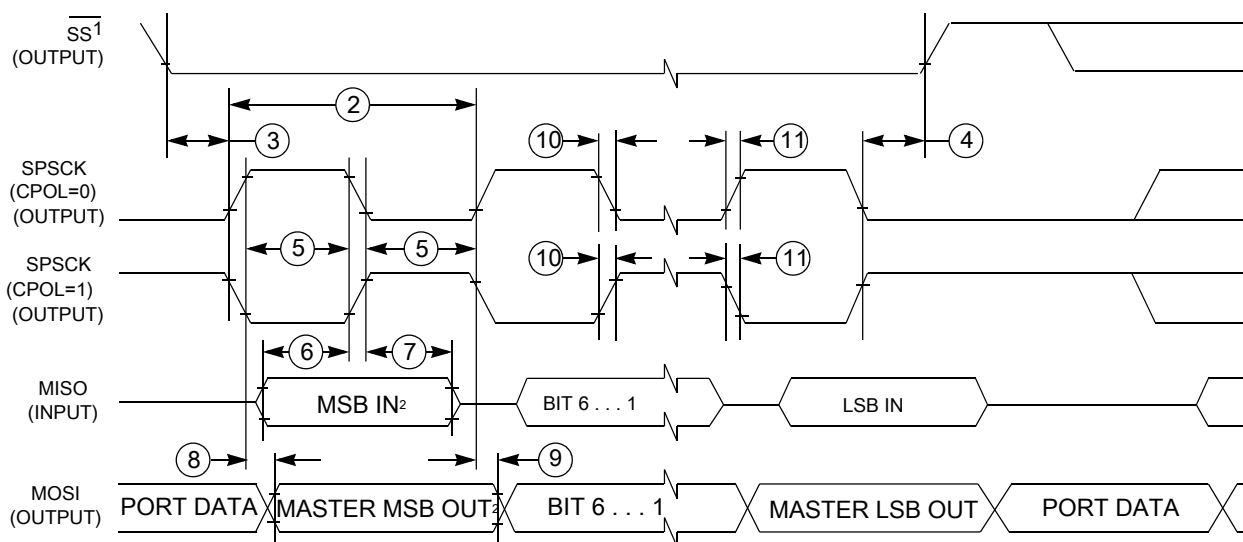 SS1
(OUTPUT)
2
3
10
11
4
SPSCK
(CPOL=0)
(OUTPUT)
5
5
SPSCK
(CPOL=1)
(OUTPUT)
10
11
6
7
MISO
(INPUT)
MSB IN2
BIT 6 . . . 1
LSB IN
8
9
MOSI
(OUTPUT)
PORT DATA
MASTER MSB OUT2
BIT 6 . . . 1
MASTER LSB OUT
PORT DATA